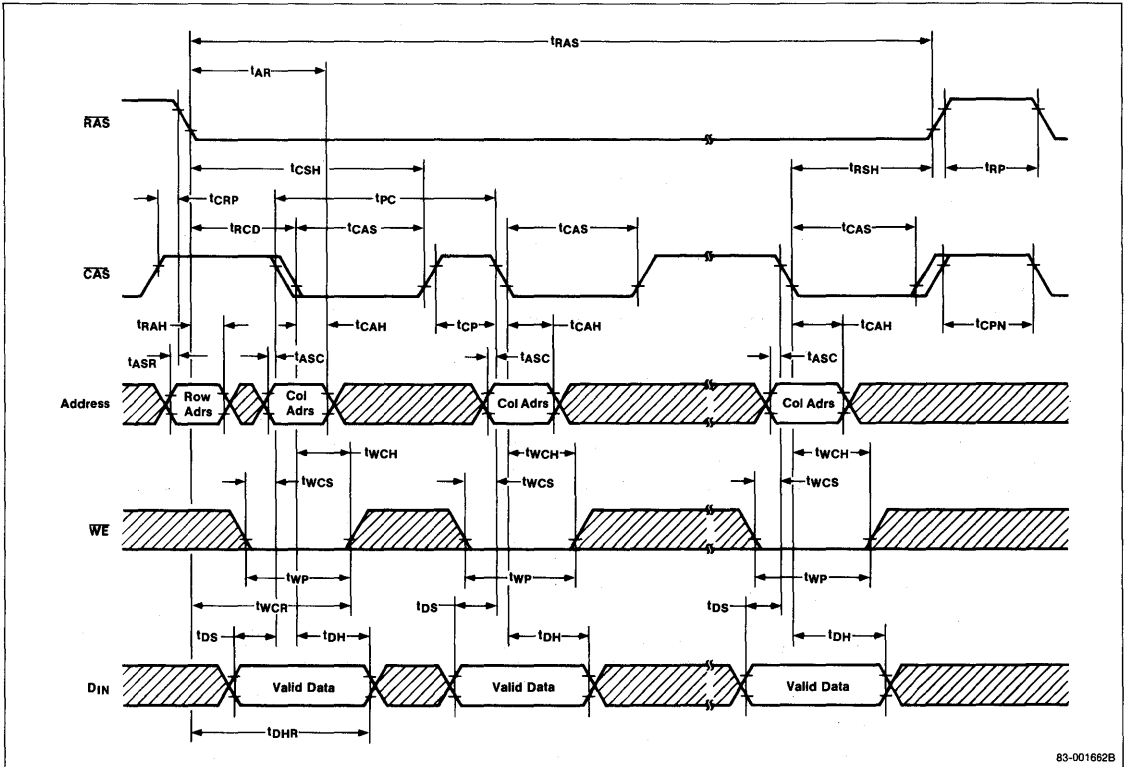 tRAS
tAR
RAS
tCSH
tRSH
tRP
tCRP
tPC
tRCD
tCAS
tCAS
tCAS
CAS
tRAH
tCAH
tCP
tCAH
tCAH
tCPN
tASR
tASC
tASC
tASC
Address
Row Adrs
Col Adrs
Col Adrs
Col Adrs
tWCH
tWCH
tWCH
tWCS
tWCS
tWCS
WE
tWP
tWP
tWP
tWCR
tDS
tDS
tDS
tDH
tDH
tDH
DIN
Valid Data
Valid Data
Valid Data
tDHR
83-001662B